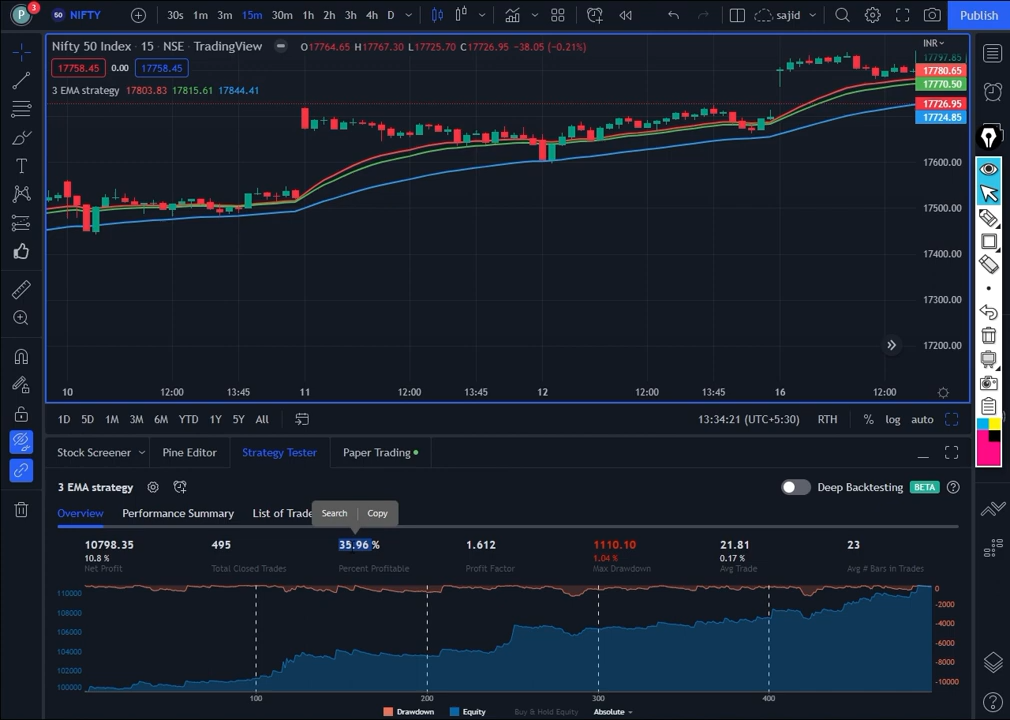 P 3 50 NIFTY 30s 1m 3m 15m 30m 1h 2h 3h 4h D sajid Publish
Nifty 50 Index · 15 · NSE · TradingView O17764.65 H17767.30 L17725.70 C17726.95 −38.05 (−0.21%) INR
17758.45 0.00 17758.45
3 EMA strategy 17803.83 17815.61 17844.41
17797.85
17780.65
17770.50
17726.95
17724.85
17600.00
17500.00
17400.00
17300.00
17200.00
10 12:00 13:45 11 12:00 13:45 12 12:00 13:45 16 12:00
1D 5D 1M 3M 6M YTD 1Y 5Y All 13:34:21 (UTC+5:30) RTH % log auto
Stock Screener Pine Editor Strategy Tester Paper Trading
3 EMA strategy Deep Backtesting BETA
Overview Performance Summary List of Trade Search Copy
10798.35 495 35.96 % 1.612 1110.10 21.81 23
10.8 % 1.04 % 0.17 %
Net Profit Total Closed Trades Percent Profitable Profit Factor Max Drawdown Avg Trade Avg # Bars in Trades
110000 0
108000 -2000
106000 -4000
104000 -6000
102000 -8000
100000 -10000
100 200 300 400
Drawdown Equity Buy & Hold Equity Absolute